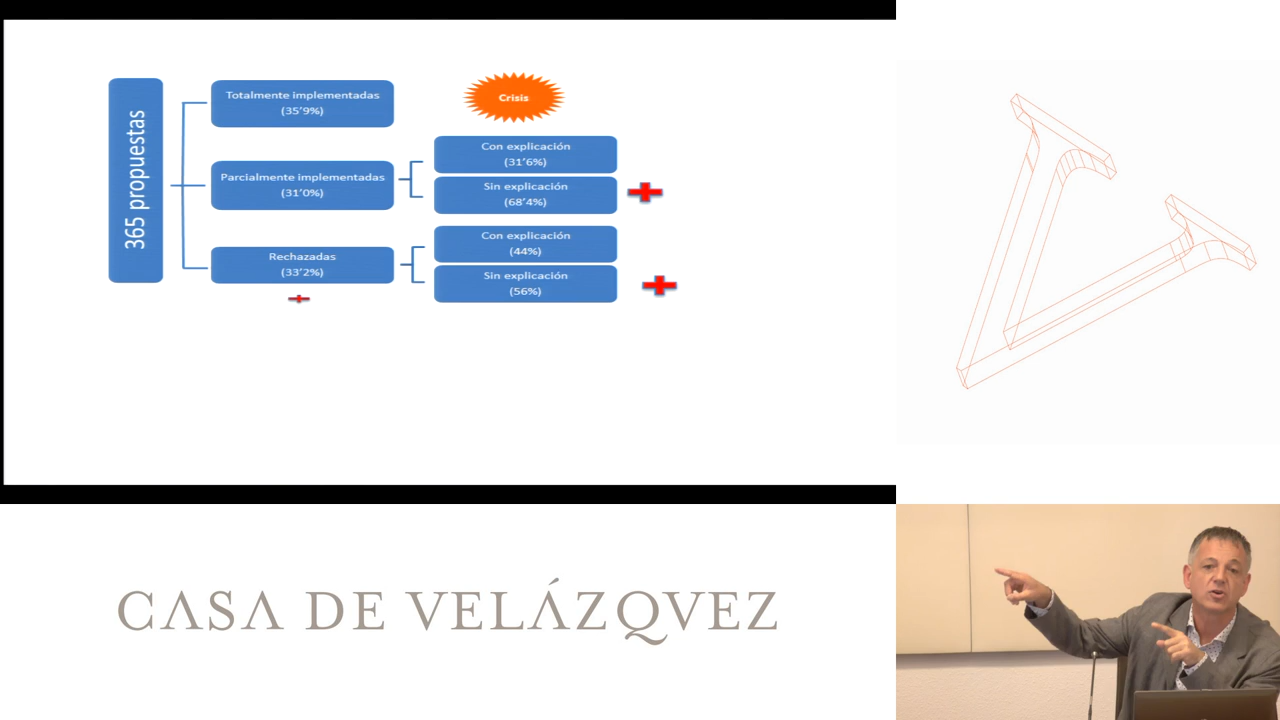 365 propuestas
Totalmente implementadas
(35'9%)
Crisis
Parcialmente implementadas
(31'0%)
Con explicación
(31'6%)
Sin explicación
(68'4%)
Rechazadas
(33'2%)
Con explicación
(44%)
Sin explicación
(56%)
CASA DE VELÁZQVEZ